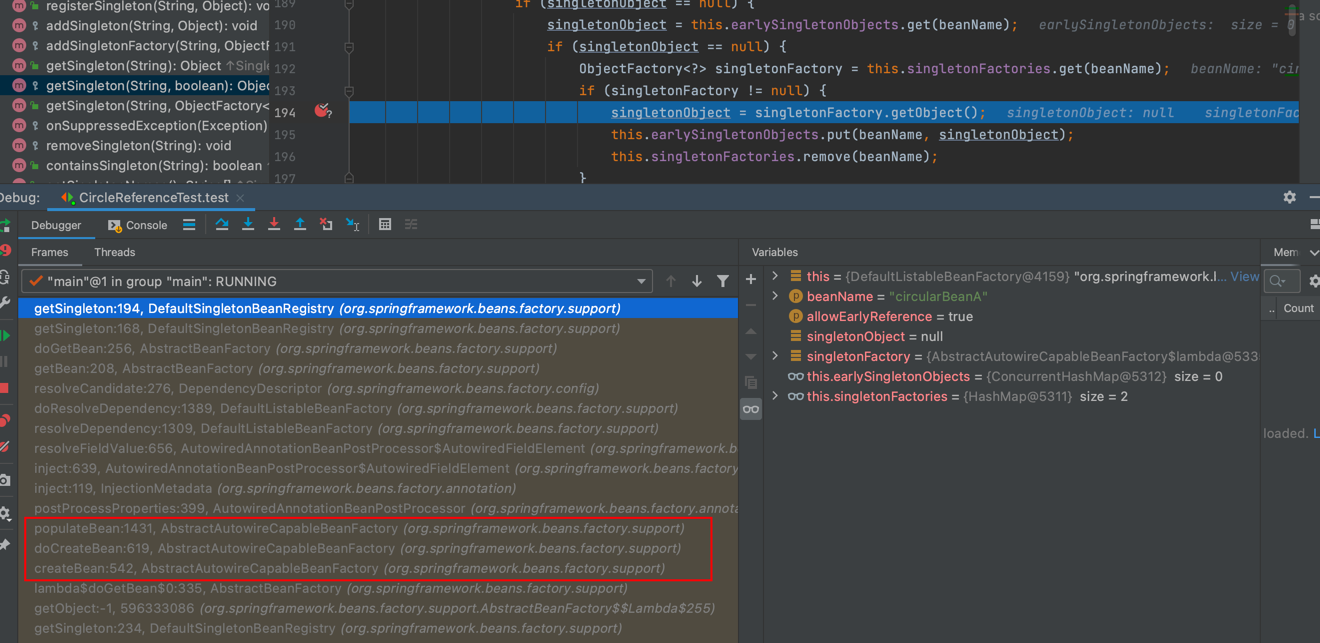 registerSingleton(String, Object): vo
addSingleton(String, Object): void
addSingletonFactory(String, ObjectF
getSingleton(String): Object ↑Single
getSingleton(String, boolean): Objec
getSingleton(String, ObjectFactory<
onSuppressedException(Exception)
removeSingleton(String): void
containsSingleton(String): boolean
189 if (singletonObject == null) {
190 singletonObject = this.earlySingletonObjects.get(beanName); earlySingletonObjects: size =
191 if (singletonObject == null) {
192 ObjectFactory<?> singletonFactory = this.singletonFactories.get(beanName); beanName: "cir
193 if (singletonFactory != null) {
194 singletonObject = singletonFactory.getObject(); singletonObject: null singletonFac
195 this.earlySingletonObjects.put(beanName, singletonObject);
196 this.singletonFactories.remove(beanName);
197 }
Debug: CircleReferenceTest.test
Debugger Console
Frames Threads
"main"@1 in group "main": RUNNING
getSingleton:194, DefaultSingletonBeanRegistry (org.springframework.beans.factory.support)
getSingleton:168, DefaultSingletonBeanRegistry (org.springframework.beans.factory.support)
doGetBean:256, AbstractBeanFactory (org.springframework.beans.factory.support)
getBean:208, AbstractBeanFactory (org.springframework.beans.factory.support)
resolveCandidate:276, DependencyDescriptor (org.springframework.beans.factory.config)
doResolveDependency:1389, DefaultListableBeanFactory (org.springframework.beans.factory.support)
resolveDependency:1309, DefaultListableBeanFactory (org.springframework.beans.factory.support)
resolveFieldValue:656, AutowiredAnnotationBeanPostProcessor$AutowiredFieldElement (org.springframework.b
inject:639, AutowiredAnnotationBeanPostProcessor$AutowiredFieldElement (org.springframework.beans.factory
inject:119, InjectionMetadata (org.springframework.beans.factory.annotation)
postProcessProperties:399, AutowiredAnnotationBeanPostProcessor (org.springframework.beans.factory.annota
populateBean:1431, AbstractAutowireCapableBeanFactory (org.springframework.beans.factory.support)
doCreateBean:619, AbstractAutowireCapableBeanFactory (org.springframework.beans.factory.support)
createBean:542, AbstractAutowireCapableBeanFactory (org.springframework.beans.factory.support)
lambda$doGetBean$0:335, AbstractBeanFactory (org.springframework.beans.factory.support)
getObject:-1, 596333086 (org.springframework.beans.factory.support.AbstractBeanFactory$$Lambda$255)
getSingleton:234, DefaultSingletonBeanRegistry (org.springframework.beans.factory.support)
Variables
this = {DefaultListableBeanFactory@4159} "org.springframework.l... View
beanName = "circularBeanA"
allowEarlyReference = true
singletonObject = null
singletonFactory = {AbstractAutowireCapableBeanFactory$lambda@533
this.earlySingletonObjects = {ConcurrentHashMap@5312} size = 0
this.singletonFactories = {HashMap@5311} size = 2
Mem
Count
loaded. L